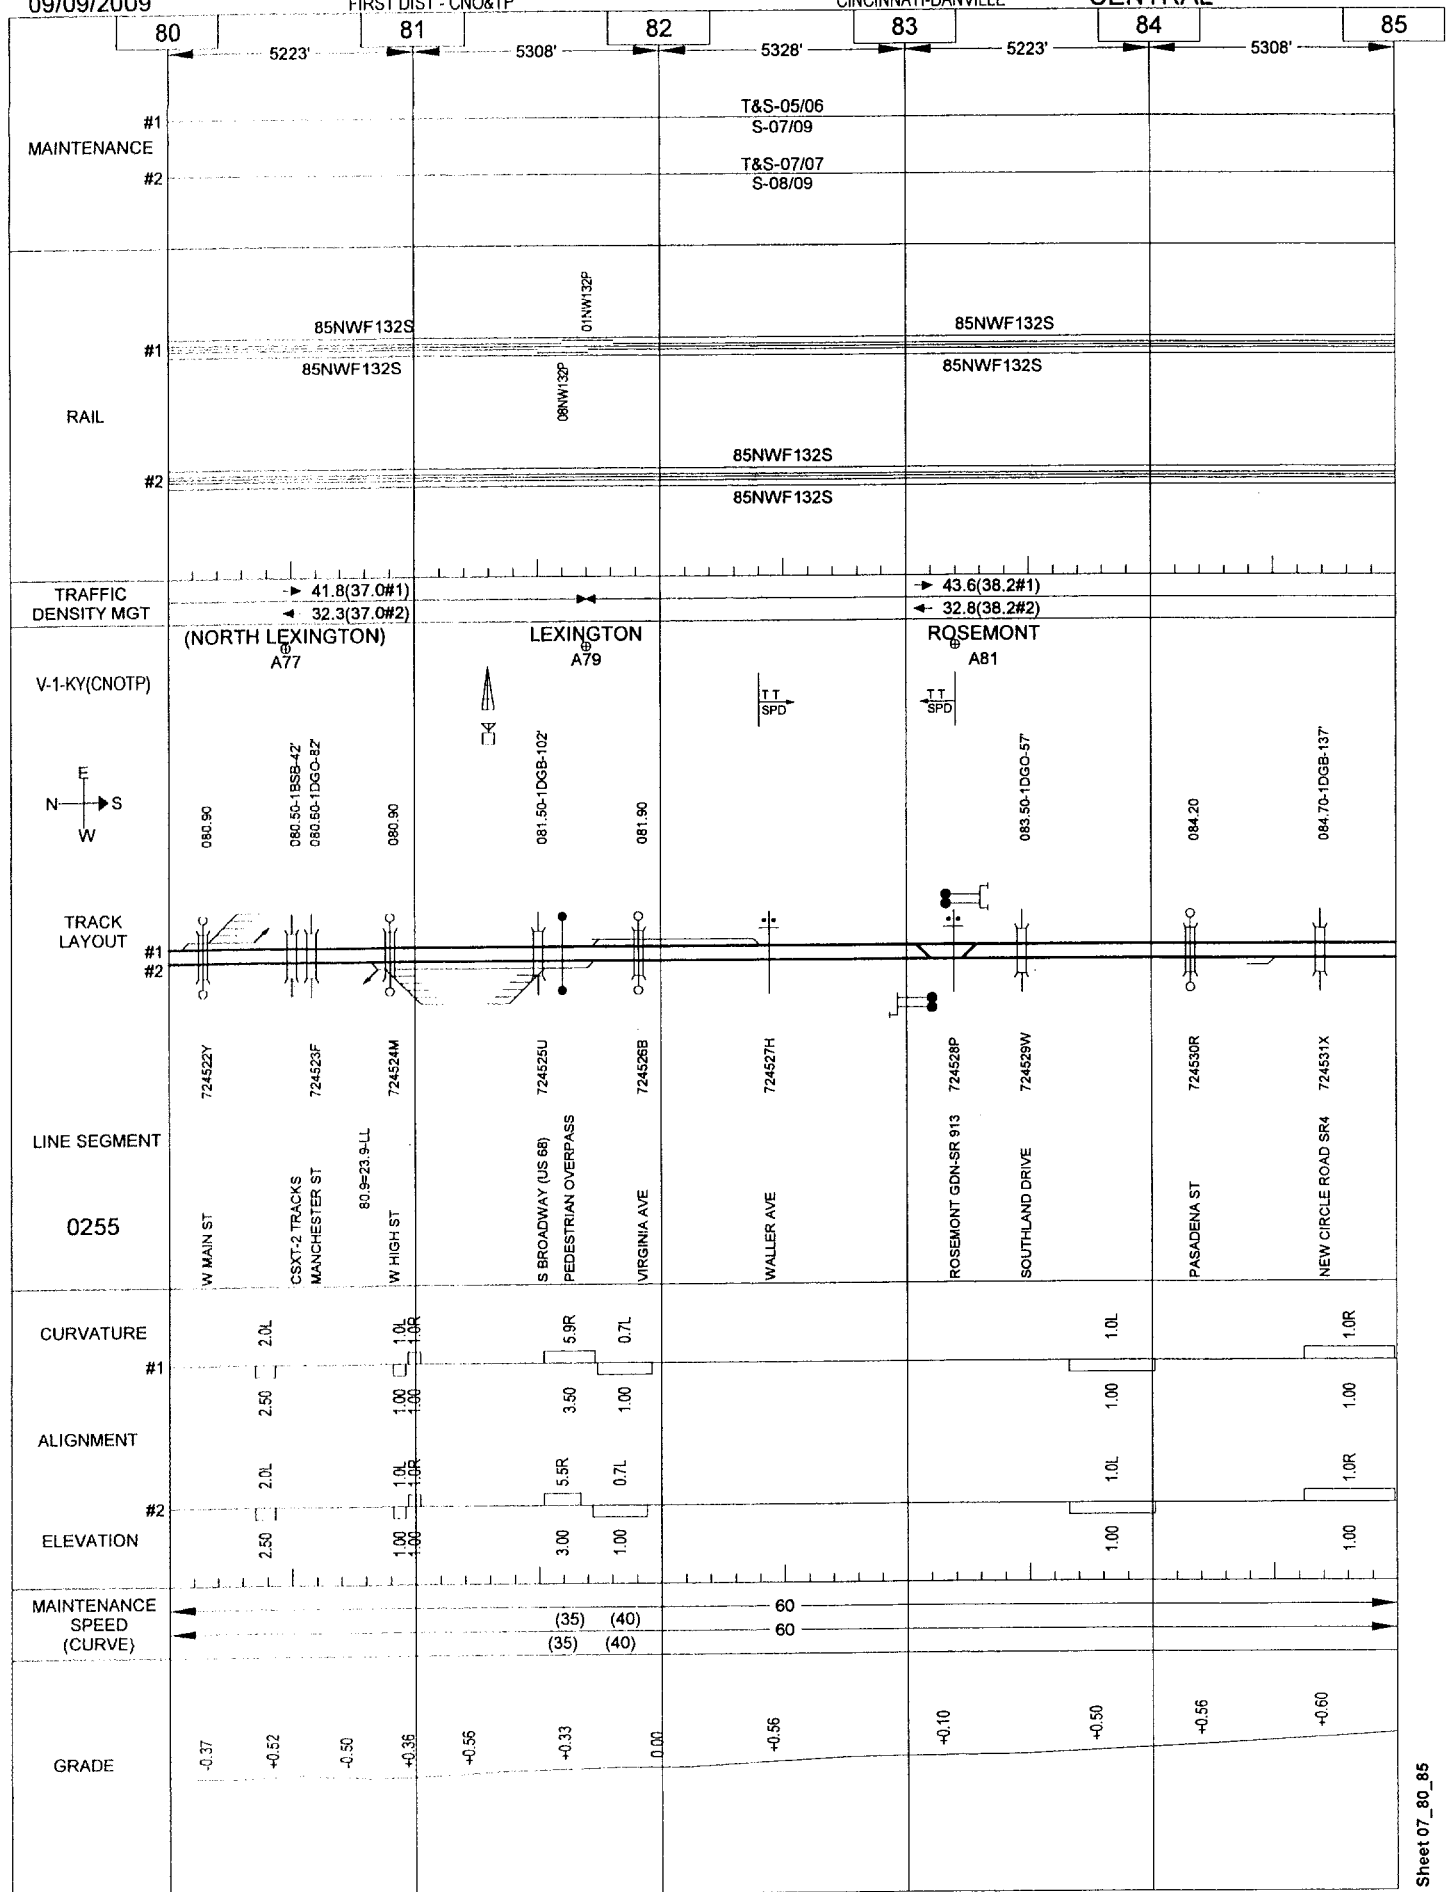 09/09/2009 FIRST DIST - CNO&TP CINCINNATI-DANVILLE CENTRAL
80 81 82 83 84 85
5223' 5308' 5328' 5223' 5308'
MAINTENANCE
#1
T&S-05/06
S-07/09
#2
T&S-07/07
S-08/09
RAIL
01NW132P
85NWF132S 85NWF132S
#1
85NWF132S 85NWF132S
08NW132P
85NWF132S
#2
85NWF132S
TRAFFIC
DENSITY MGT
41.8(37.0#1) 43.6(38.2#1)
32.3(37.0#2) 32.8(38.2#2)
(NORTH LEXINGTON) LEXINGTON ROSEMONT
A77 A79 A81
V-1-KY(CNOTP)
TT
SPD
TT
SPD
E
N S
W
080.90
080.50-1BSB-42'
080.60-1DGO-82'
080.90
081.50-1DGB-102'
081.90
083.50-1DGO-57'
084.20
084.70-1DGB-137'
TRACK
LAYOUT
#1
#2
724522Y
724523F
724524M
724525U
724526B
724527H
724528P
724529W
724530R
724531X
LINE SEGMENT
0255
W MAIN ST
CSXT-2 TRACKS
MANCHESTER ST
80.9=23.9-LL
W HIGH ST
S BROADWAY (US 68)
PEDESTRIAN OVERPASS
VIRGINIA AVE
WALLER AVE
ROSEMONT GDN-SR 913
SOUTHLAND DRIVE
PASADENA ST
NEW CIRCLE ROAD SR4
CURVATURE
2.0L 1.0L 1.0R 5.9R 0.7L 1.0L 1.0R
#1
2.50 1.00 1.00 3.50 1.00 1.00 1.00
ALIGNMENT
2.0L 1.0L 1.0R 5.5R 0.7L 1.0L 1.0R
#2
ELEVATION
2.50 1.00 1.00 3.00 1.00 1.00 1.00
MAINTENANCE
SPEED
(CURVE)
60
(35) (40)
60
(35) (40)
GRADE
-0.37 +0.52 -0.50 +0.36 +0.56 +0.33 0.00 +0.56 +0.10 +0.50 +0.56 +0.60
Sheet 07_80_85